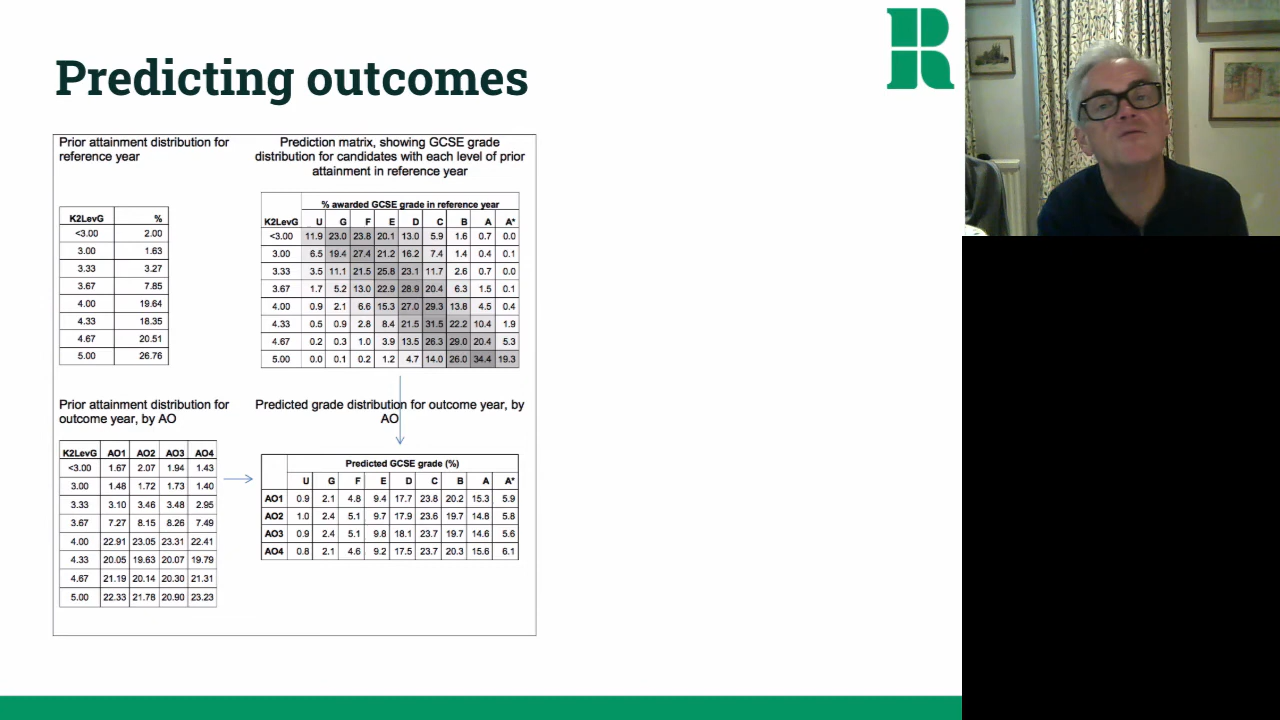 Predicting outcomes
Prior attainment distribution for
reference year
K2LevG %
<3.00 2.00
3.00 1.63
3.33 3.27
3.67 7.85
4.00 19.64
4.33 18.35
4.67 20.51
5.00 26.76
Prediction matrix, showing GCSE grade
distribution for candidates with each level of prior
attainment in reference year
% awarded GCSE grade in reference year
K2LevG U G F E D C B A A*
<3.00 11.9 23.0 23.8 20.1 13.0 5.9 1.6 0.7 0.0
3.00 6.5 19.4 27.4 21.2 16.2 7.4 1.4 0.4 0.1
3.33 3.5 11.1 21.5 25.8 23.1 11.7 2.6 0.7 0.0
3.67 1.7 5.2 13.0 22.9 28.9 20.4 6.3 1.5 0.1
4.00 0.9 2.1 6.6 15.3 27.0 29.3 13.8 4.5 0.4
4.33 0.5 0.9 2.8 8.4 21.5 31.5 22.2 10.4 1.9
4.67 0.2 0.3 1.0 3.9 13.5 26.3 29.0 20.4 5.3
5.00 0.0 0.1 0.2 1.2 4.7 14.0 26.0 34.4 19.3
Prior attainment distribution for
outcome year, by AO
K2LevG AO1 AO2 AO3 AO4
<3.00 1.67 2.07 1.94 1.43
3.00 1.48 1.72 1.73 1.40
3.33 3.10 3.46 3.48 2.95
3.67 7.27 8.15 8.26 7.49
4.00 22.91 23.05 23.31 22.41
4.33 20.05 19.63 20.07 19.79
4.67 21.19 20.14 20.30 21.31
5.00 22.33 21.78 20.90 23.23
Predicted grade distribution for outcome year, by
AO
Predicted GCSE grade (%)
U G F E D C B A A*
AO1 0.9 2.1 4.8 9.4 17.7 23.8 20.2 15.3 5.9
AO2 1.0 2.4 5.1 9.7 17.9 23.6 19.7 14.8 5.8
AO3 0.9 2.4 5.1 9.8 18.1 23.7 19.7 14.6 5.6
AO4 0.8 2.1 4.6 9.2 17.5 23.7 20.3 15.6 6.1
R